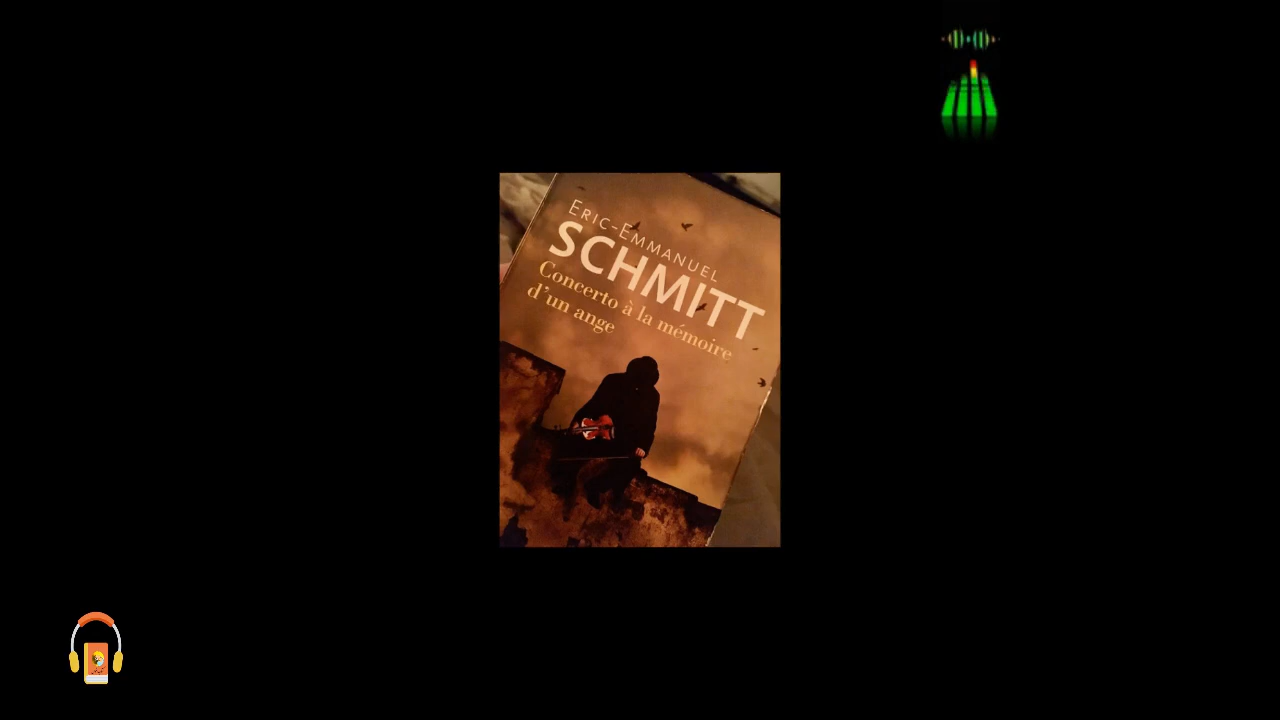 Eric-Emmanuel
SCHMITT
Concerto à la mémoire
d'un ange